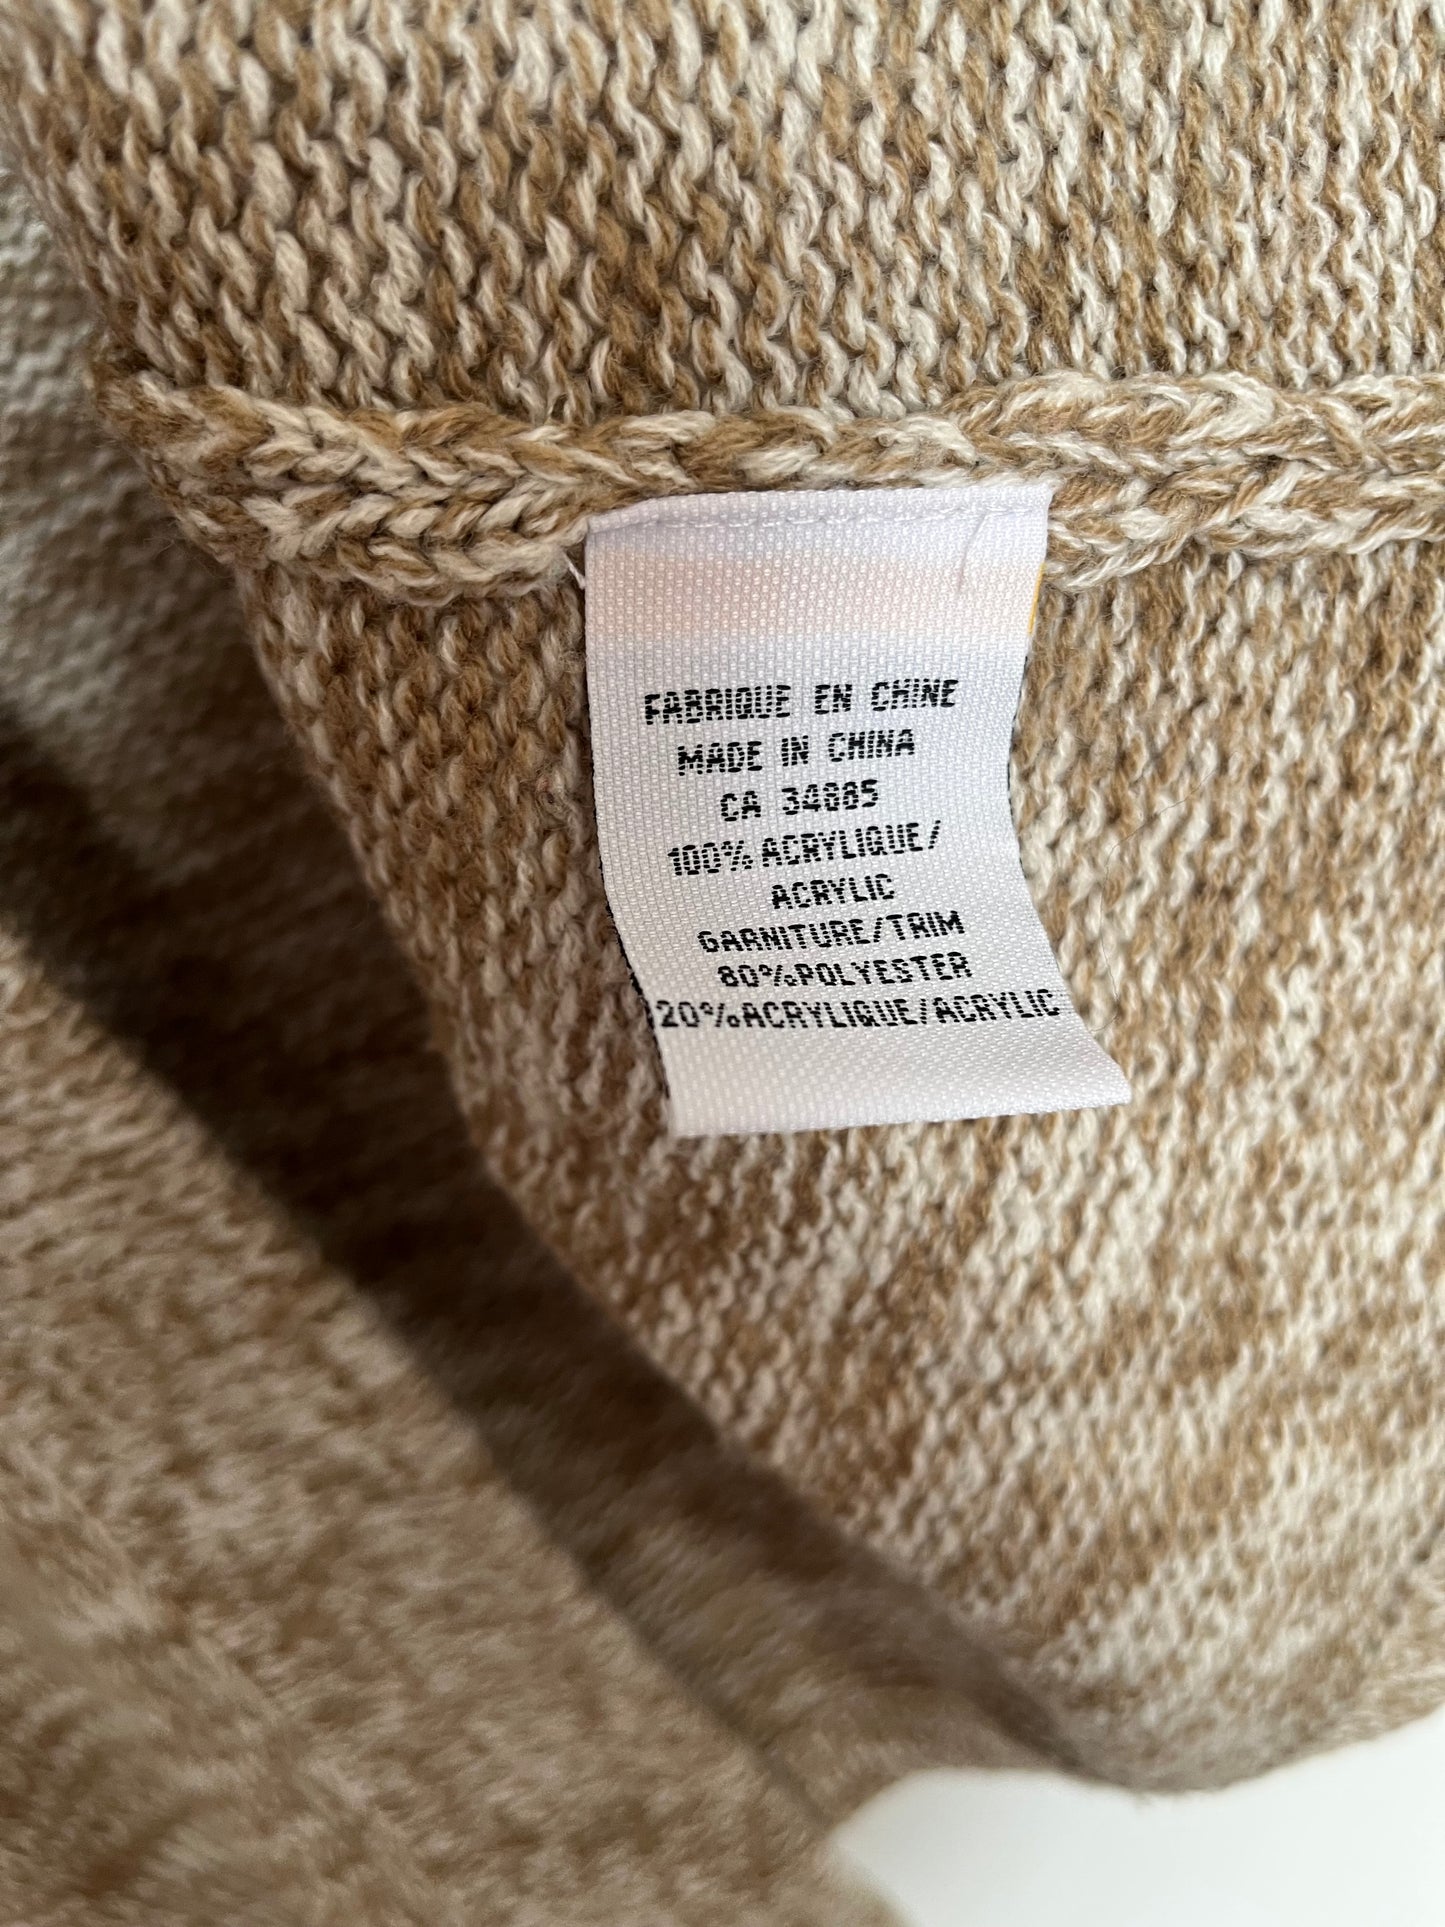 FABRIQUE EN CHINE
MADE IN CHINA
CA 34885
100% ACRYLIQUE/
ACRYLIC
GARNITURE/TRIM
80%POLYESTER
20%ACRYLIQUE/ACRYLIC